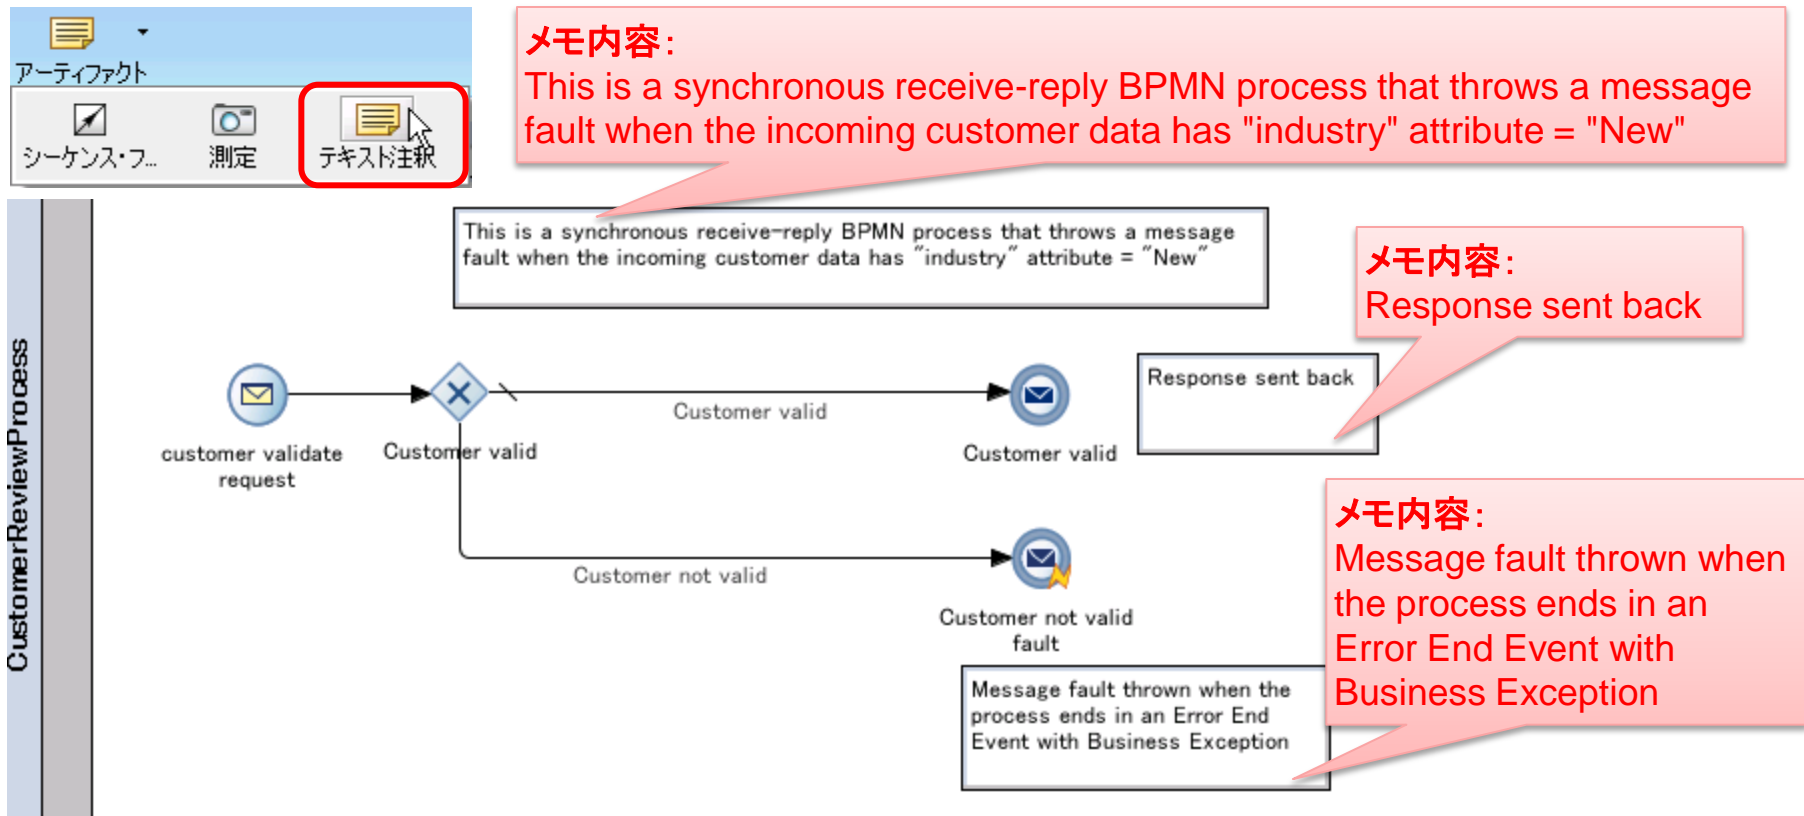 アーティファクト
シーケンス・フ...
測定
テキスト注釈
メモ内容:
This is a synchronous receive-reply BPMN process that throws a message
fault when the incoming customer data has "industry" attribute = "New"
This is a synchronous receive-reply BPMN process that throws a message
fault when the incoming customer data has "industry" attribute = "New"
メモ内容:
Response sent back
CustomerReviewProcess
customer validate
request
Customer valid
Customer valid
Customer valid
Response sent back
Customer not valid
Customer not valid
fault
メモ内容:
Message fault thrown when
the process ends in an
Error End Event with
Business Exception
Message fault thrown when the
process ends in an Error End
Event with Business Exception